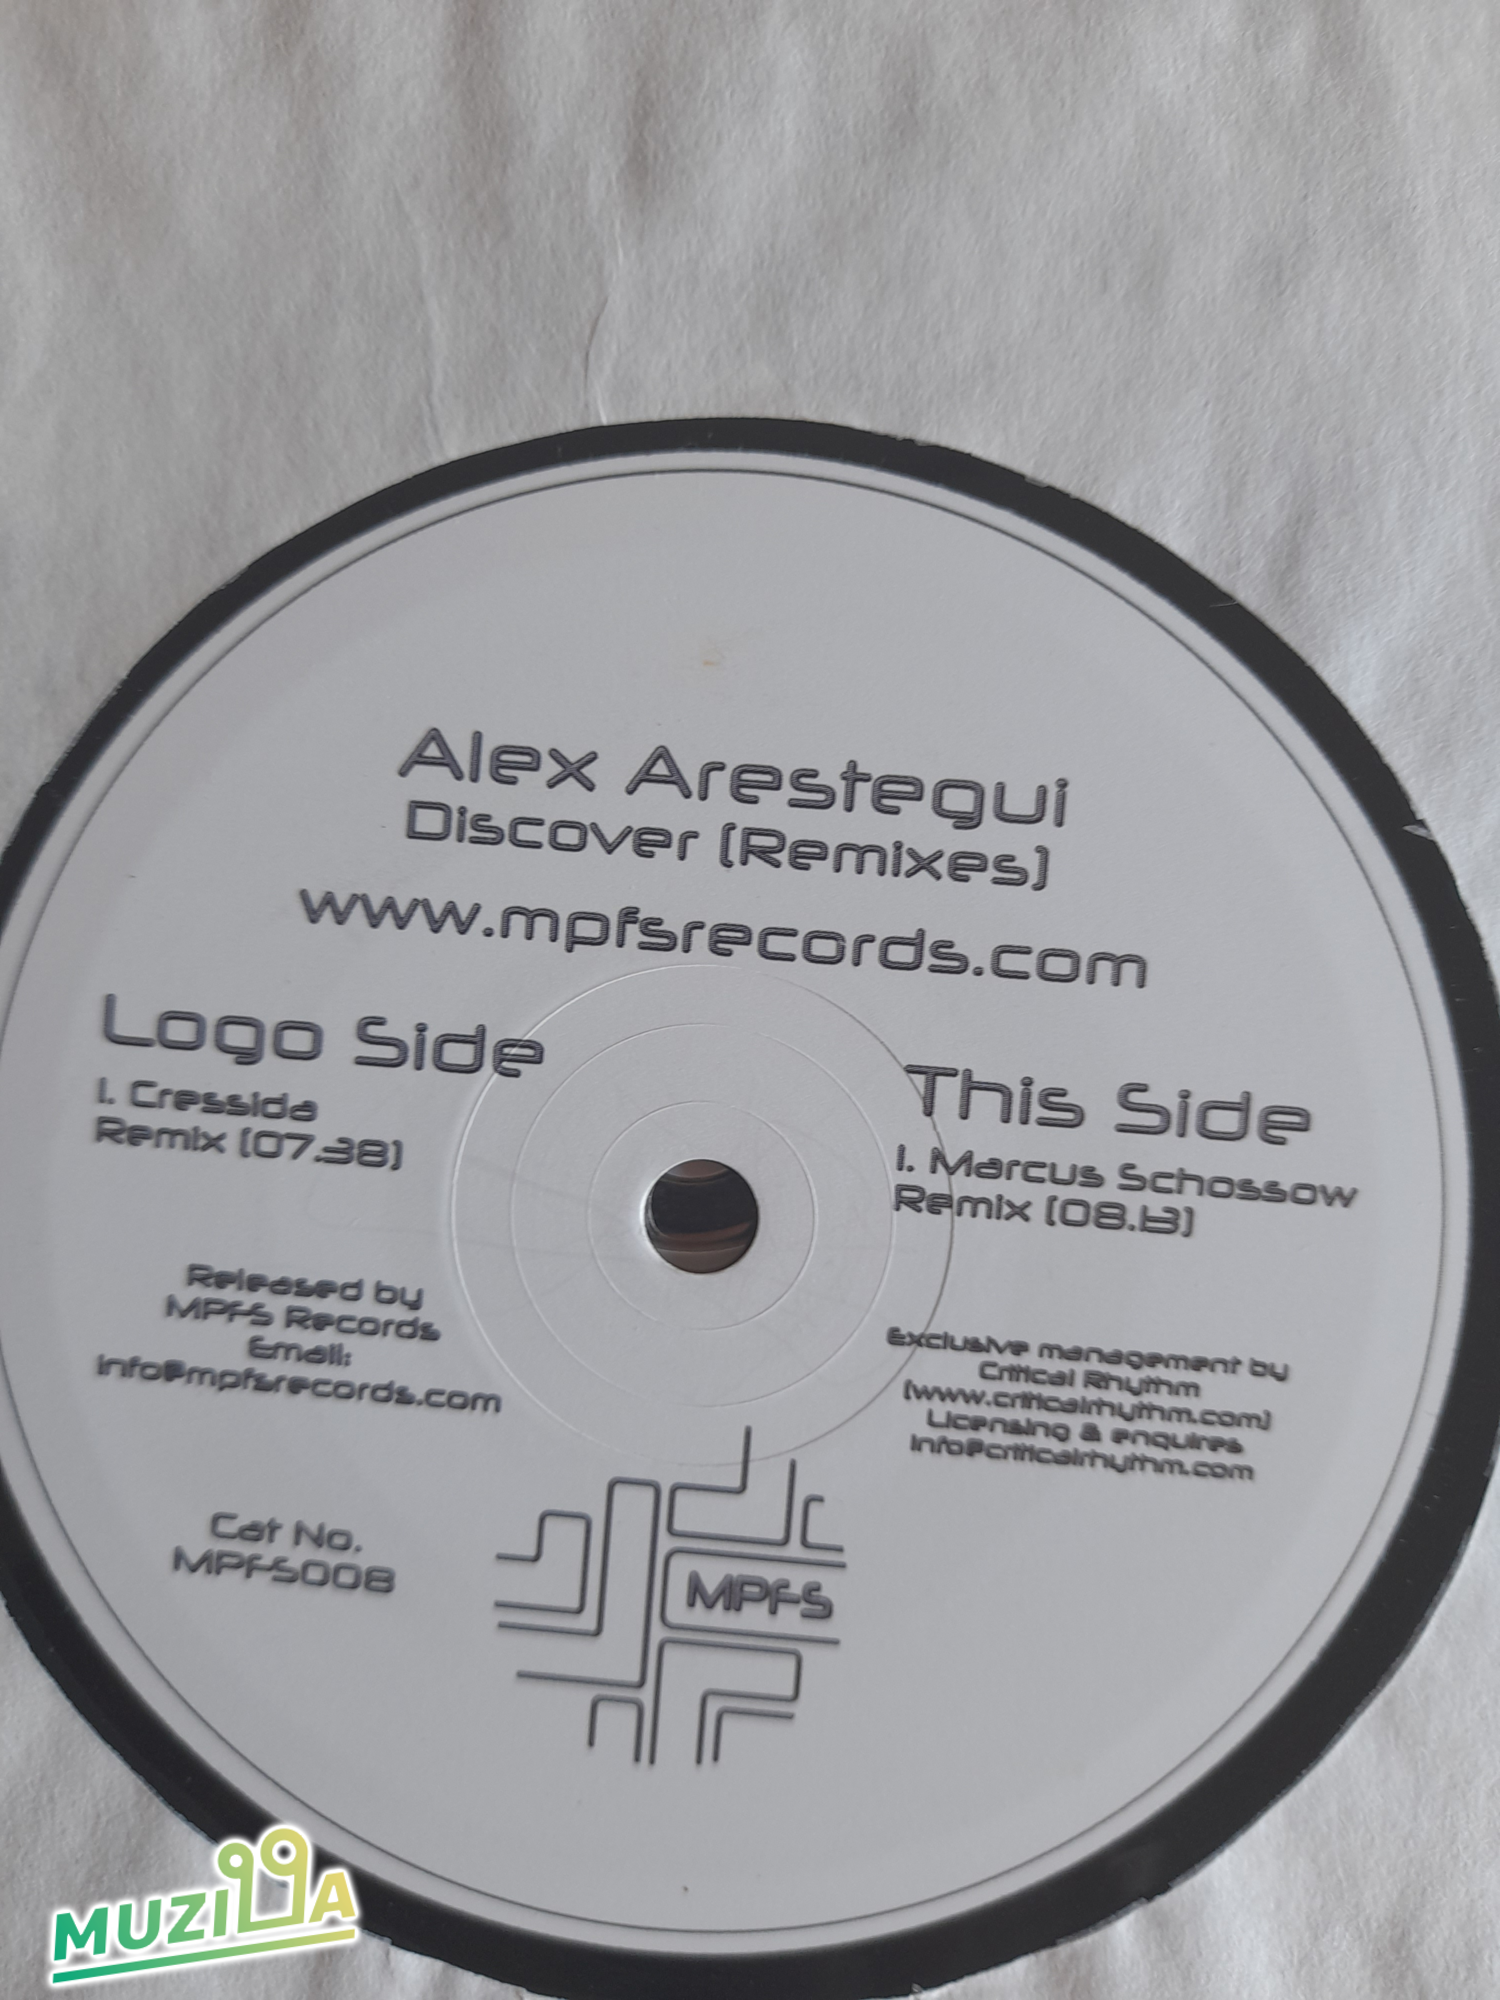 Alex Arestegui
Discover (Remixes)
www.mpfsrecords.com
Logo Side
1. Cressida
Remix (07.38)
This Side
1. Marcus Schossow
Remix (08.13)
Released by
MPFS Records
Email:
info@mpfsrecords.com
Exclusive management by
Critical Rhythm
(www.criticalrhythm.com)
Licensing & enquires
info@criticalrhythm.com
Cat No.
MPFS008
MPFS
MUZILLA